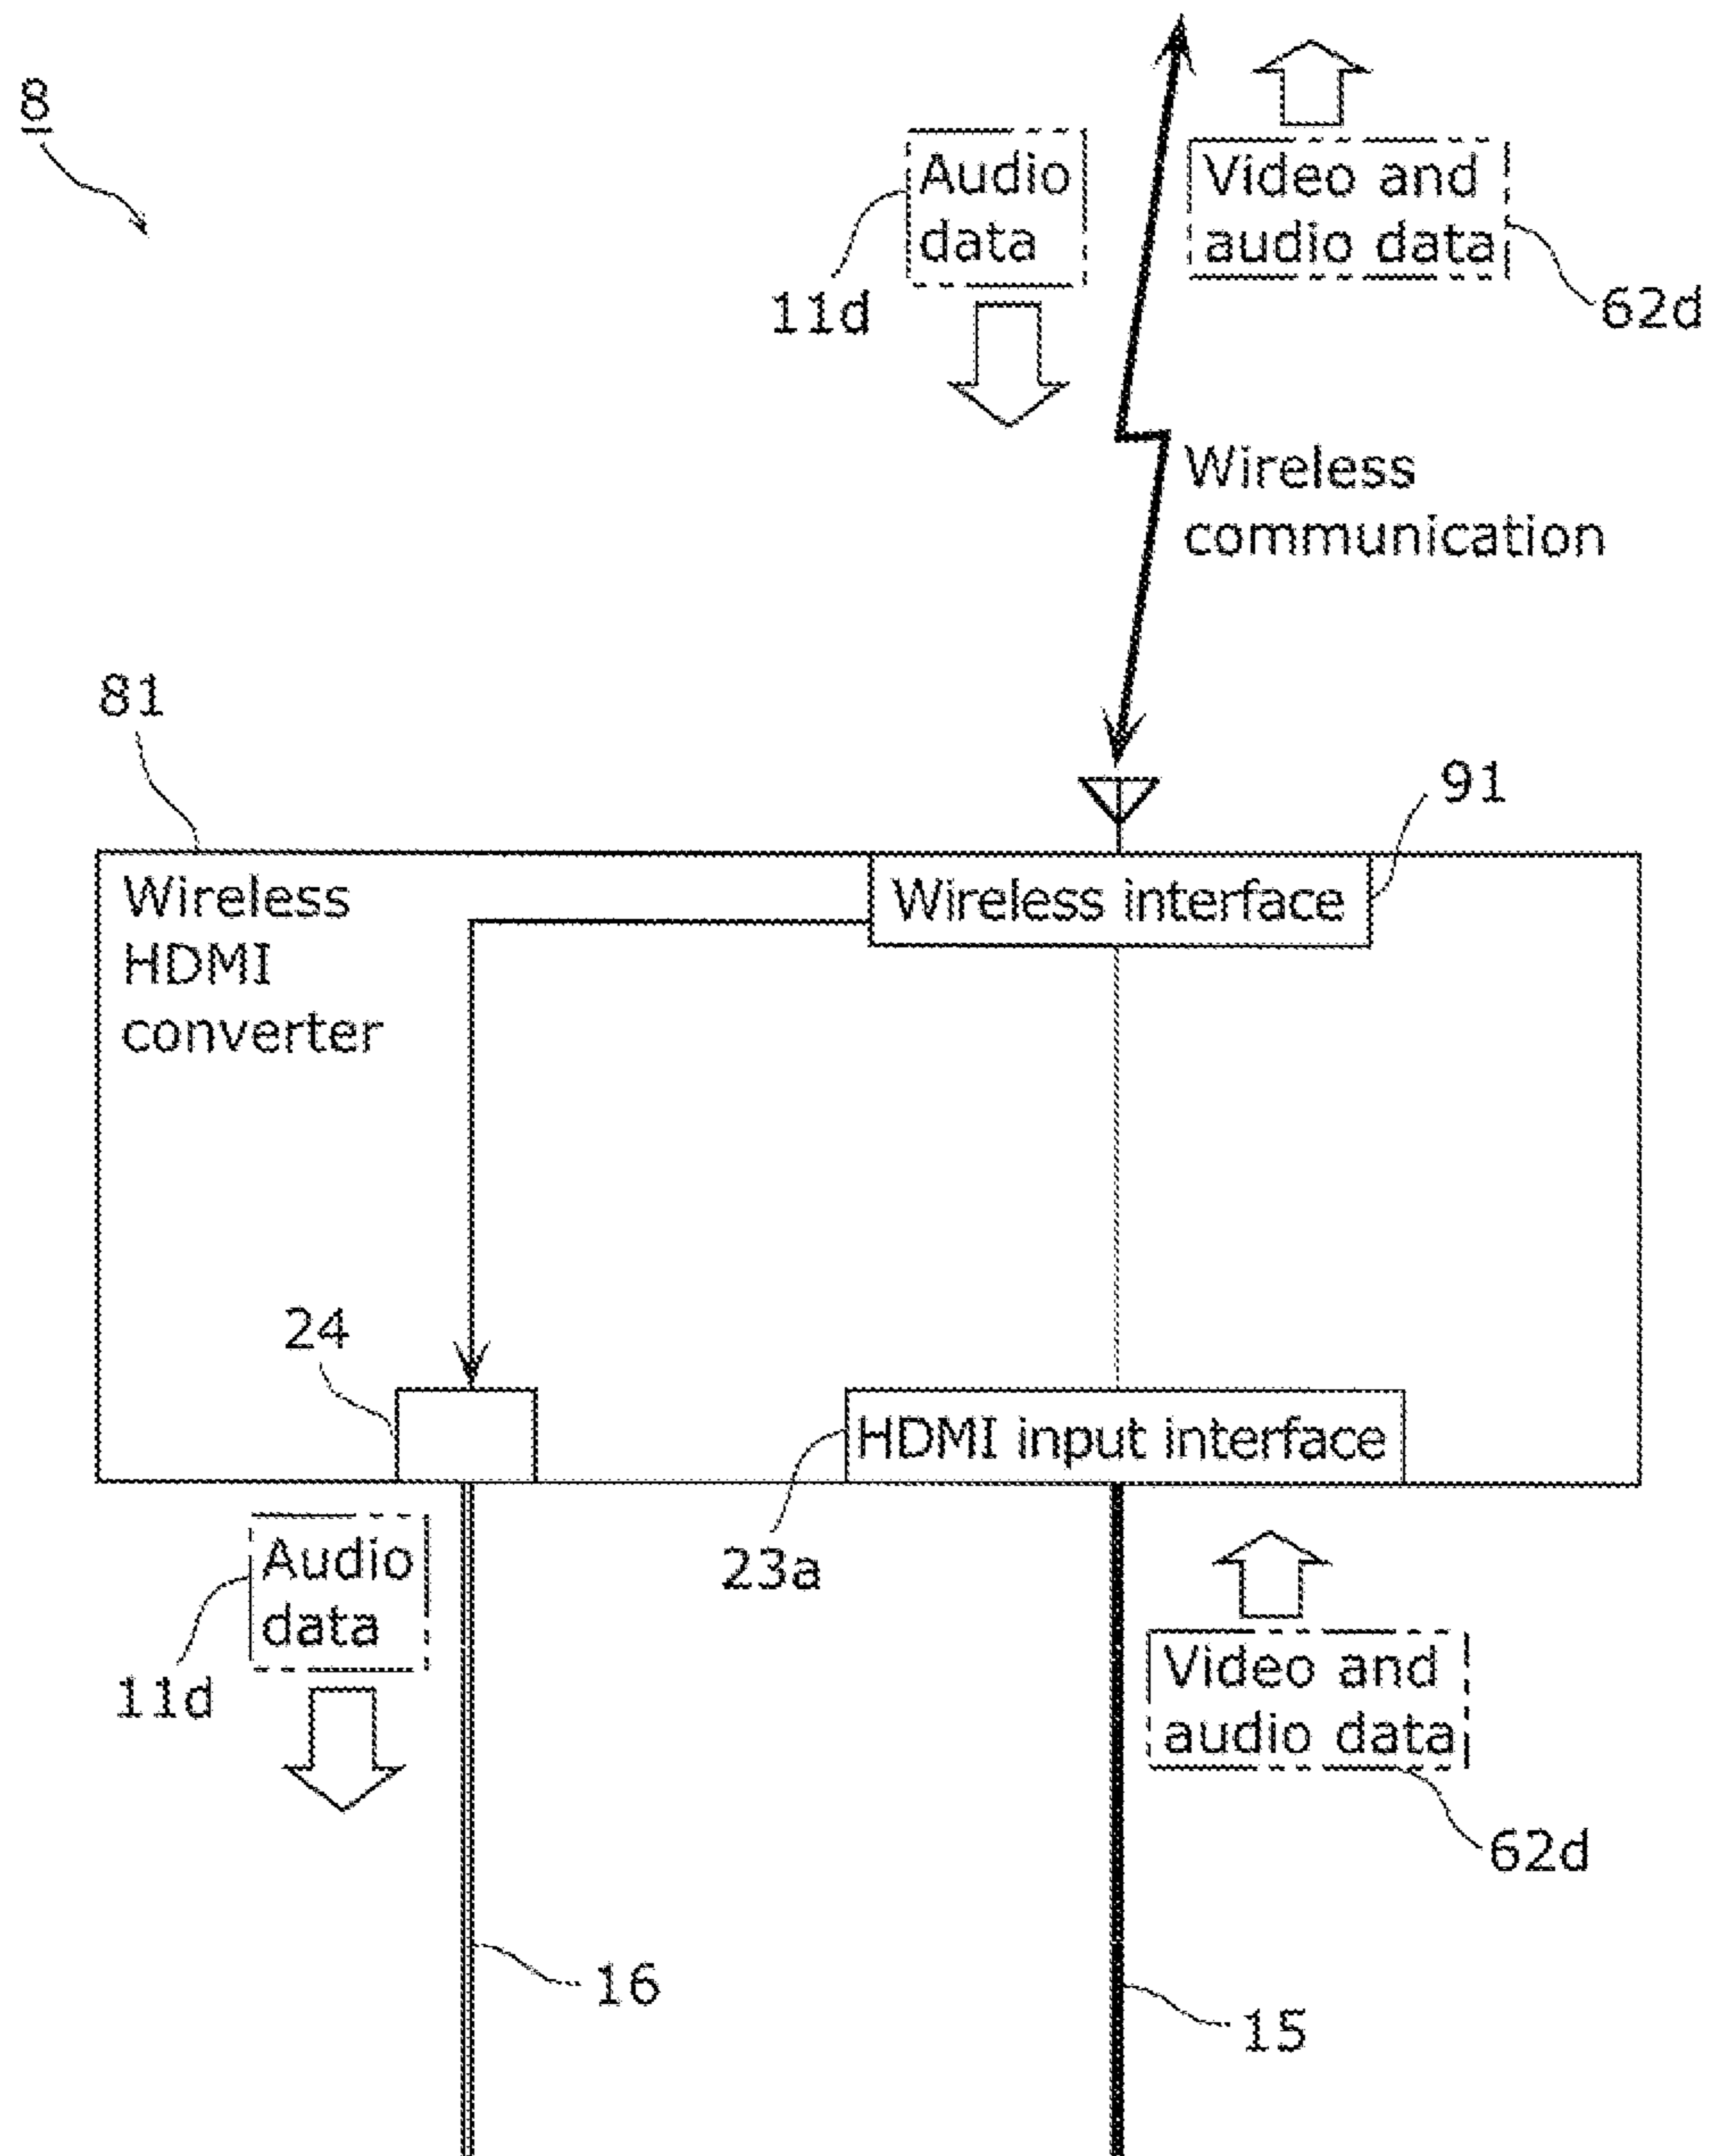 8
Audio
data
11d
Video and
audio data
62d
Wireless
communication
81
91
Wireless
HDMI
converter
Wireless interface
24
HDMI input interface
23a
Audio
data
11d
Video and
audio data
62d
16
15